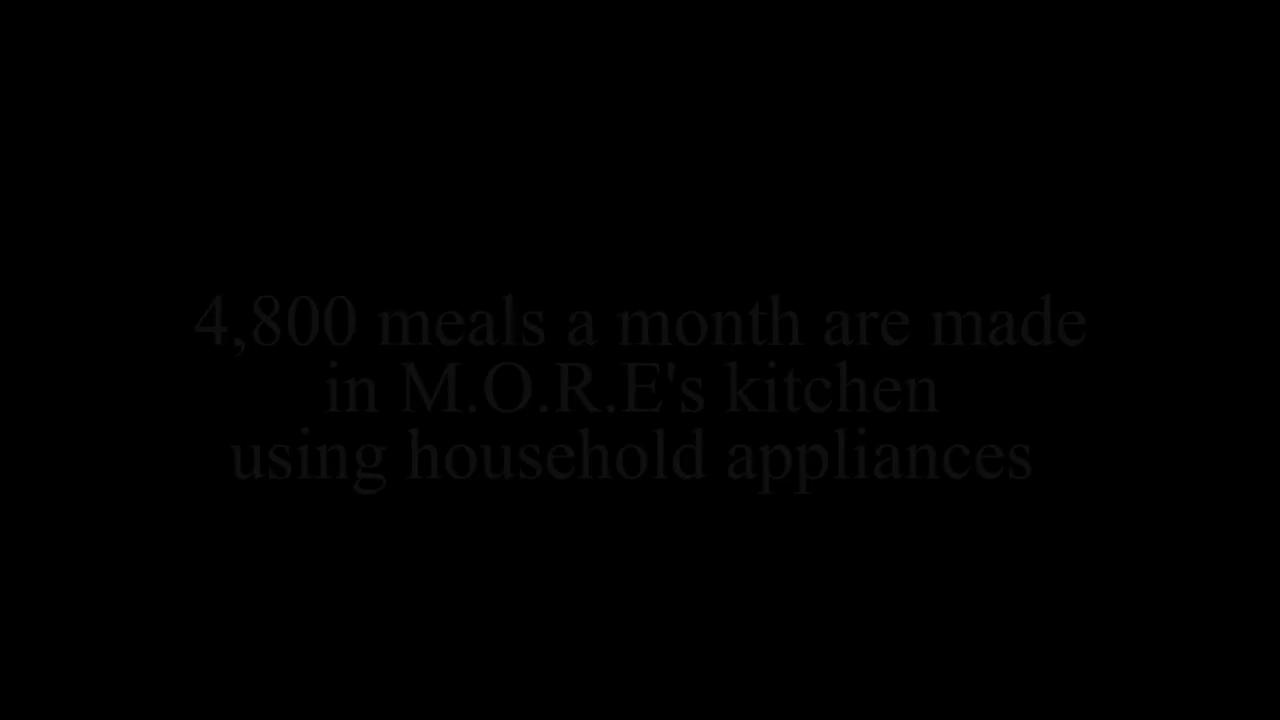 4,800 meals a month are made
in M.O.R.E's kitchen
using household appliances